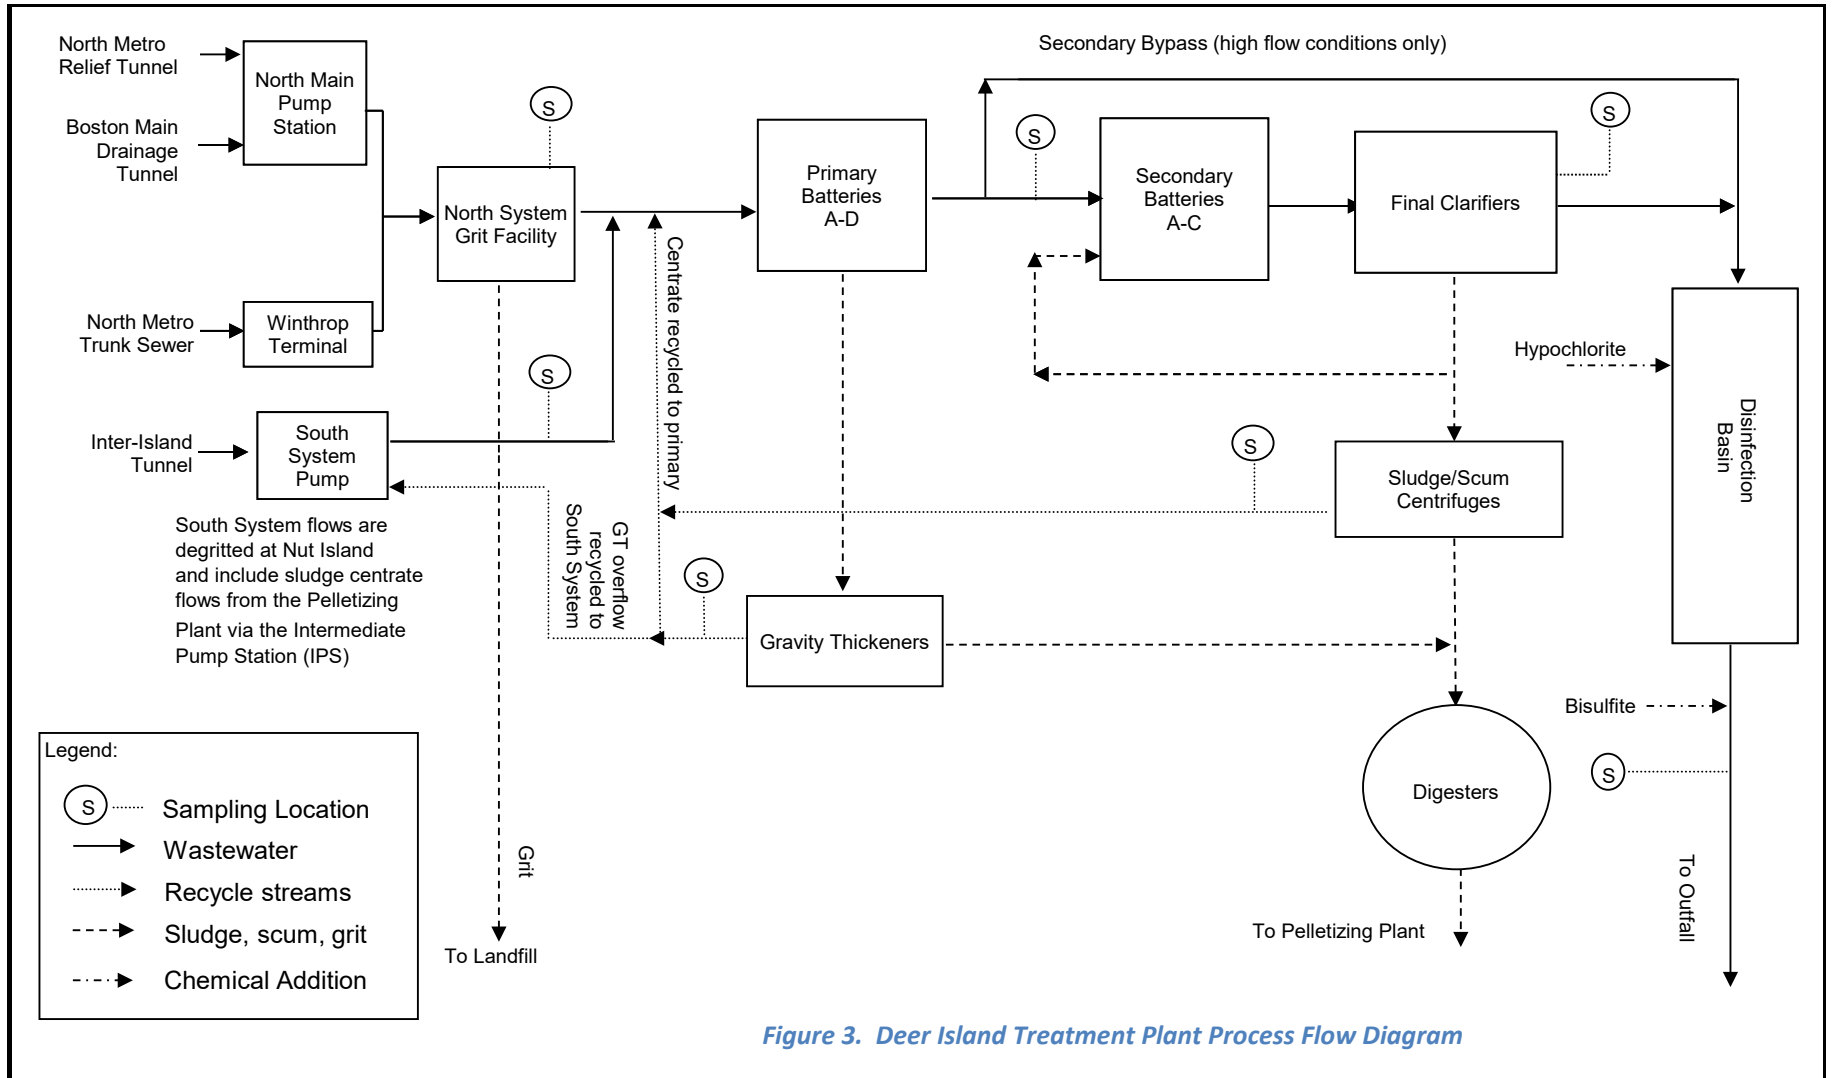 Secondary Bypass (high flow conditions only)
North Metro
Relief Tunnel
North Main
Pump
Station
Boston Main
Drainage
Tunnel
S
North System
Grit Facility
Primary
Batteries
A-D
S
Secondary
Batteries
A-C
Final Clarifiers
S
North Metro
Trunk Sewer
Winthrop
Terminal
S
Centrate recycled to primary
Hypochlorite
Disinfection
Basin
Inter-Island
Tunnel
South
System
Pump
S
Sludge/Scum
Centrifuges
South System flows are
degritted at Nut Island
and include sludge centrate
flows from the Pelletizing
Plant via the Intermediate
Pump Station (IPS)
GT overflow
recycled to
South System
S
Gravity Thickeners
Bisulfite
S
Digesters
Grit
To Landfill
To Pelletizing Plant
To Outfall
Legend:
S
Sampling Location
Wastewater
Recycle streams
Sludge, scum, grit
Chemical Addition
Figure 3. Deer Island Treatment Plant Process Flow Diagram